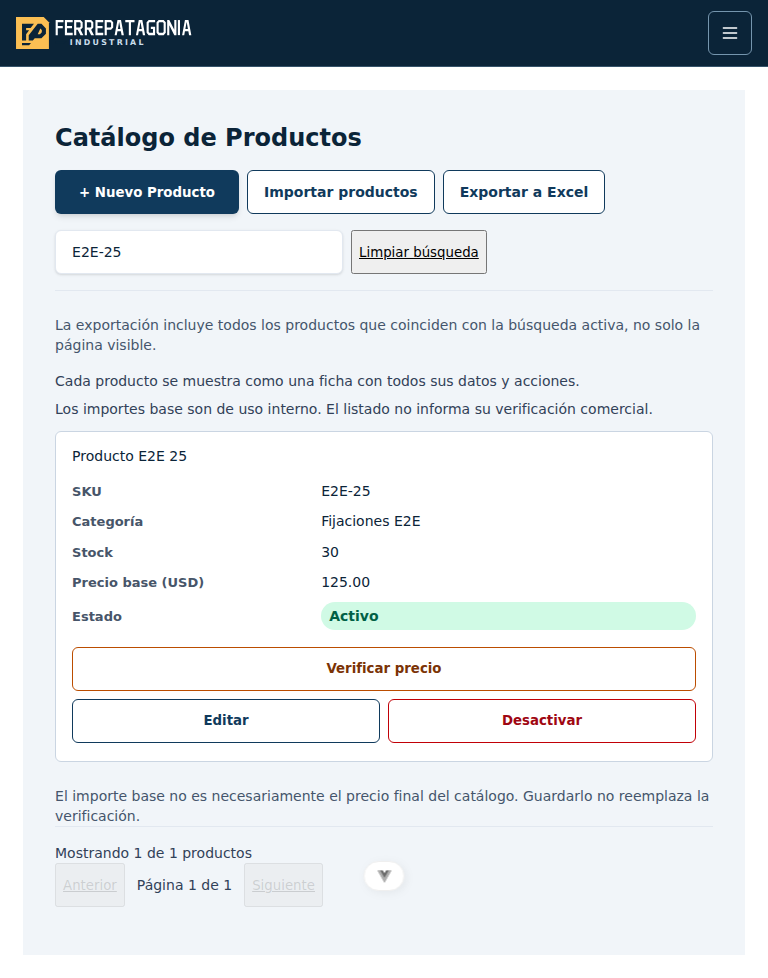 FERREPATAGONIA
INDUSTRIAL
Catálogo de Productos
+ Nuevo Producto
Importar productos
Exportar a Excel
E2E-25
Limpiar búsqueda
La exportación incluye todos los productos que coinciden con la búsqueda activa, no solo la
página visible.
Cada producto se muestra como una ficha con todos sus datos y acciones.
Los importes base son de uso interno. El listado no informa su verificación comercial.
Producto E2E 25
SKU E2E-25
Categoría Fijaciones E2E
Stock 30
Precio base (USD) 125.00
Estado Activo
Verificar precio
Editar
Desactivar
El importe base no es necesariamente el precio final del catálogo. Guardarlo no reemplaza la
verificación.
Mostrando 1 de 1 productos
Anterior Página 1 de 1 Siguiente